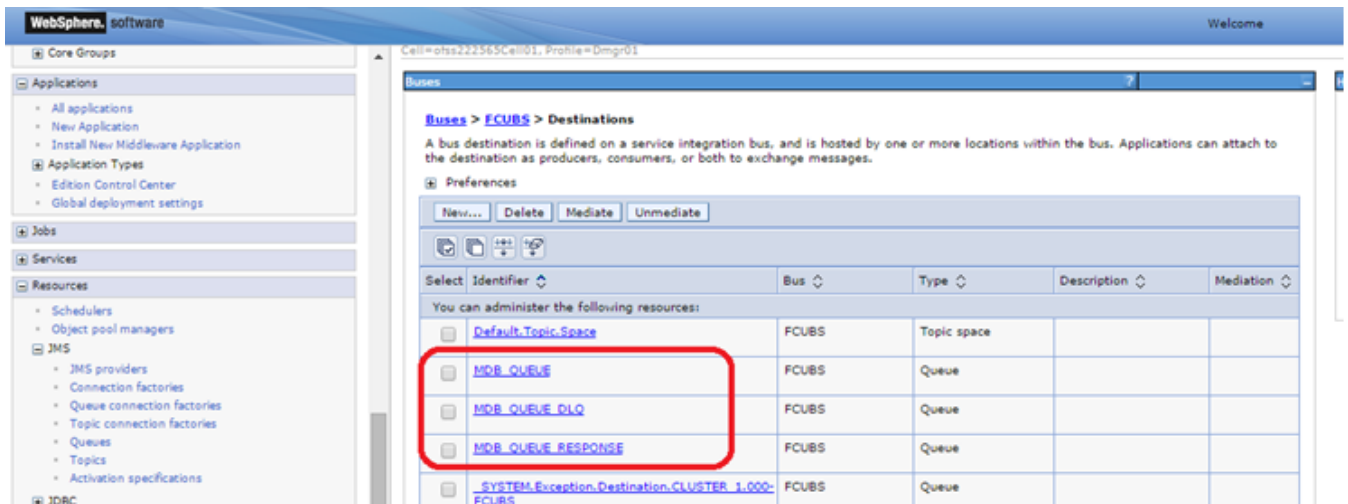 WebSphere. software
Welcome
Core Groups
Applications
All applications
New Application
Install New Middleware Application
Application Types
Edition Control Center
Global deployment settings
Jobs
Services
Resources
Schedulers
Object pool managers
JMS
JMS providers
Connection factories
Queue connection factories
Topic connection factories
Queues
Topics
Activation specifications
JDBC
Cell=ofss222565Cell01, Profile=Dmgr01
Buses ?
Buses > FCUBS > Destinations
A bus destination is defined on a service integration bus, and is hosted by one or more locations within the bus. Applications can attach to
the destination as producers, consumers, or both to exchange messages.
Preferences
New... Delete Mediate Unmediate
Select Identifier Bus Type Description Mediation
You can administer the following resources:
Default.Topic.Space FCUBS Topic space
MDB_QUEUE FCUBS Queue
MDB_QUEUE_DLQ FCUBS Queue
MDB_QUEUE_RESPONSE FCUBS Queue
_SYSTEM.Exception.Destination.CLUSTER_1.000- FCUBS Queue
FCUBS